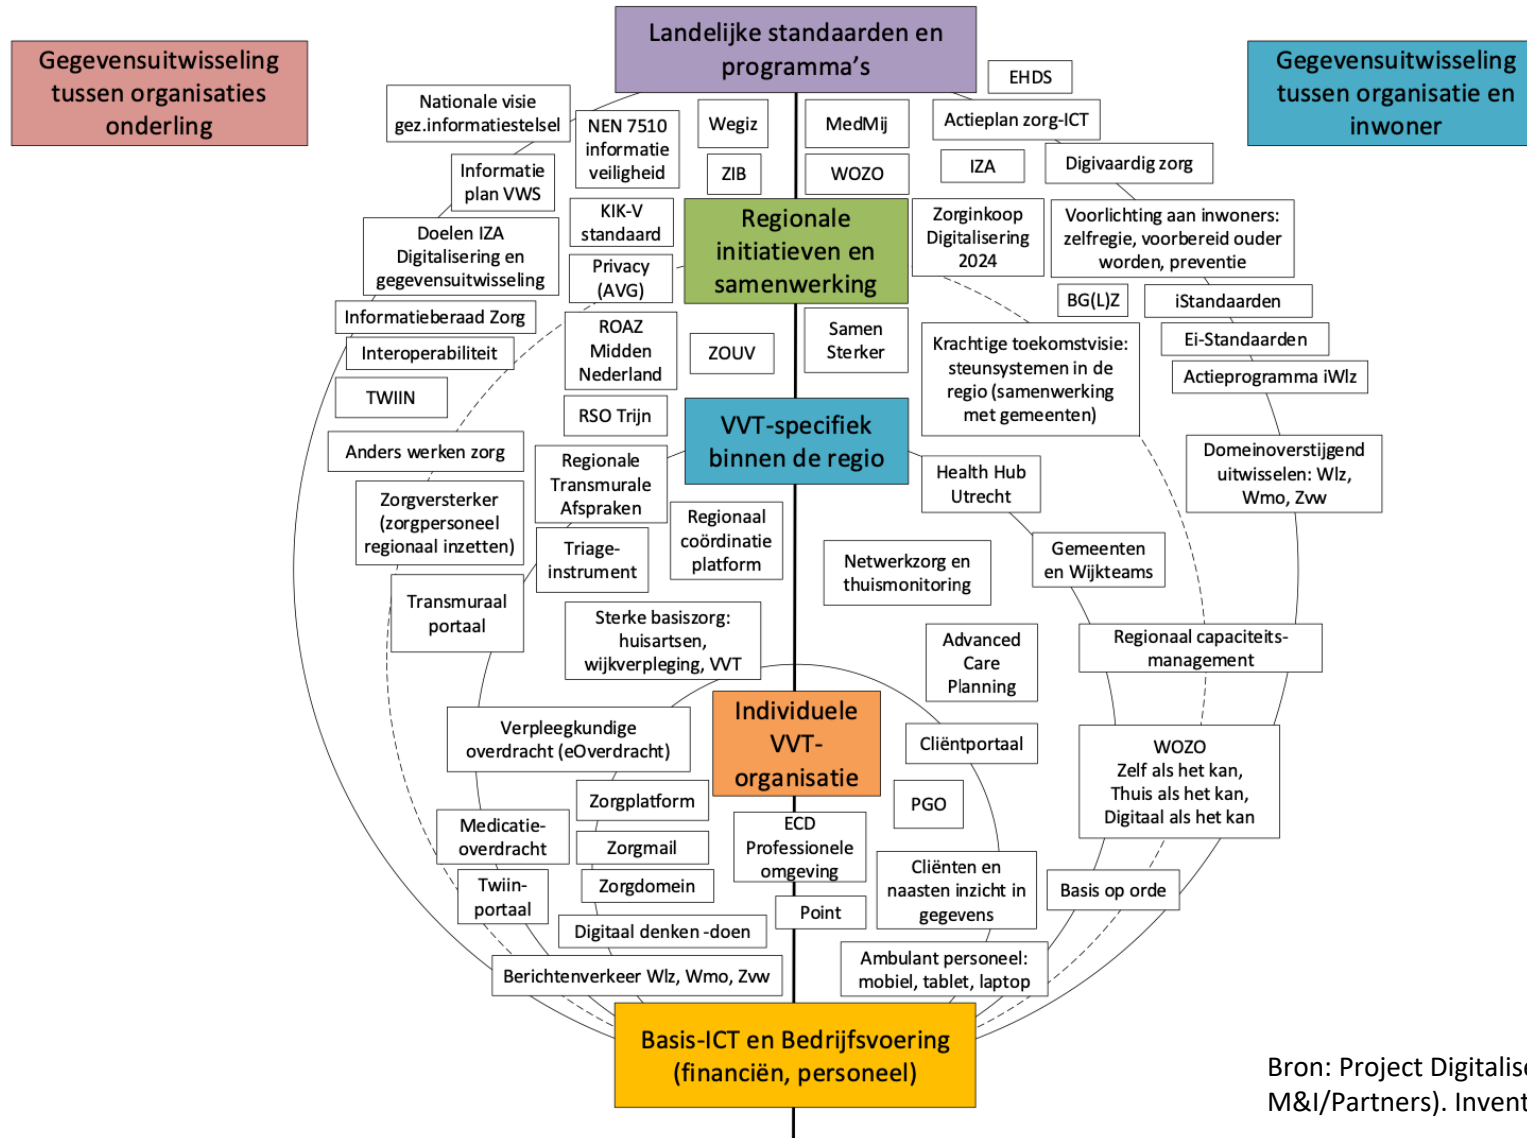 Landelijke standaarden en
programma's
Gegevensuitwisseling
tussen organisaties
onderling
Gegevensuitwisseling
tussen organisatie en
inwoner
EHDS
Nationale visie
gez.informatiestelsel
NEN 7510
informatie
veiligheid
Wegiz
MedMij
Actieplan zorg-ICT
Informatie
plan VWS
ZIB
WOZO
IZA
Digivaardig zorg
KIK-V
standaard
Regionale
initiatieven en
samenwerking
Zorginkoop
Digitalisering
2024
Voorlichting aan inwoners:
zelfregie, voorbereid ouder
worden, preventie
Doelen IZA
Digitalisering en
gegevensuitwisseling
Privacy
(AVG)
BG(L)Z
iStandaarden
Informatieberaad Zorg
ROAZ
Midden
Nederland
ZOUV
Samen
Sterker
Krachtige toekomstvisie:
steunsystemen in de
regio (samenwerking
met gemeenten)
Ei-Standaarden
Interoperabiliteit
Actieprogramma iWlz
TWIIN
RSO Trijn
VVT-specifiek
binnen de regio
Anders werken zorg
Regionale
Transmurale
Afspraken
Health Hub
Utrecht
Domeinoverstijgend
uitwisselen: Wlz,
Wmo, Zvw
Zorgversterker
(zorgpersoneel
regionaal inzetten)
Regionaal
coördinatie
platform
Triage-
instrument
Netwerkzorg en
thuismonitoring
Gemeenten
en Wijkteams
Transmuraal
portaal
Sterke basiszorg:
huisartsen,
wijkverpleging, VVT
Advanced
Care
Planning
Regionaal capaciteits-
management
Individuele
VVT-
organisatie
Verpleegkundige
overdracht (eOverdracht)
Cliëntportaal
WOZO
Zelf als het kan,
Thuis als het kan,
Digitaal als het kan
Zorgplatform
PGO
Medicatie-
overdracht
Zorgmail
ECD
Professionele
omgeving
Cliënten en
naasten inzicht in
gegevens
Twiin-
portaal
Zorgdomein
Basis op orde
Point
Digitaal denken -doen
Berichtenverkeer Wlz, Wmo, Zvw
Ambulant personeel:
mobiel, tablet, laptop
Basis-ICT en Bedrijfsvoering
(financiën, personeel)
Bron: Project Digitalise
M&I/Partners). Invent